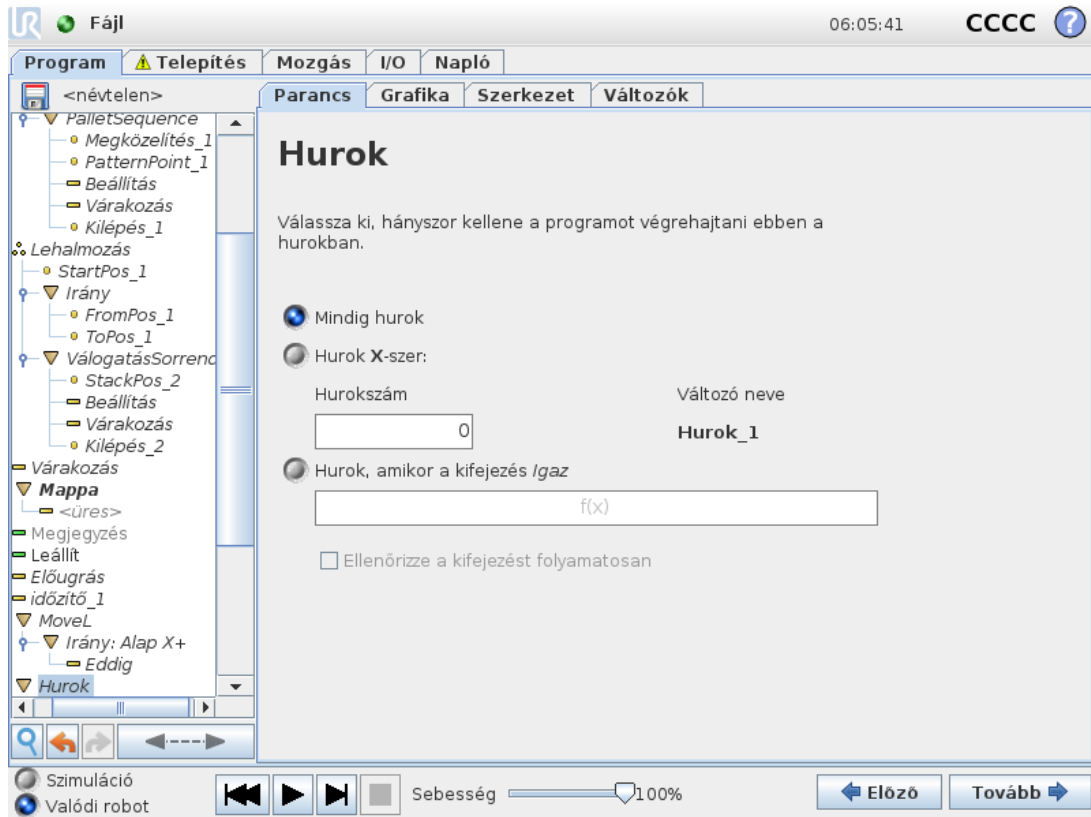 UR Fájl 06:05:41 CCCC ?
Program Telepítés Mozgás I/O Napló
<névtelen>
Parancs Grafika Szerkezet Változók
PalletSequence
Megközelítés_1
PatternPoint_1
Beállítás
Várakozás
Kilépés_1
Lehalmozás
StartPos_1
Irány
FromPos_1
ToPos_1
VálogatásSorrend
StackPos_2
Beállítás
Várakozás
Kilépés_2
Várakozás
Mappa
<üres>
Megjegyzés
Leállít
Előugrás
időzítő_1
MoveL
Irány: Alap X+
Eddig
Hurok
Hurok
Válassza ki, hányszor kellene a programot végrehajtani ebben a
hurokban.
Mindig hurok
Hurok X-szer:
Hurokszám Változó neve
0 Hurok_1
Hurok, amikor a kifejezés Igaz
f(x)
Ellenőrizze a kifejezést folyamatosan
Szimuláció
Valódi robot
Sebesség 100%
Előző Tovább